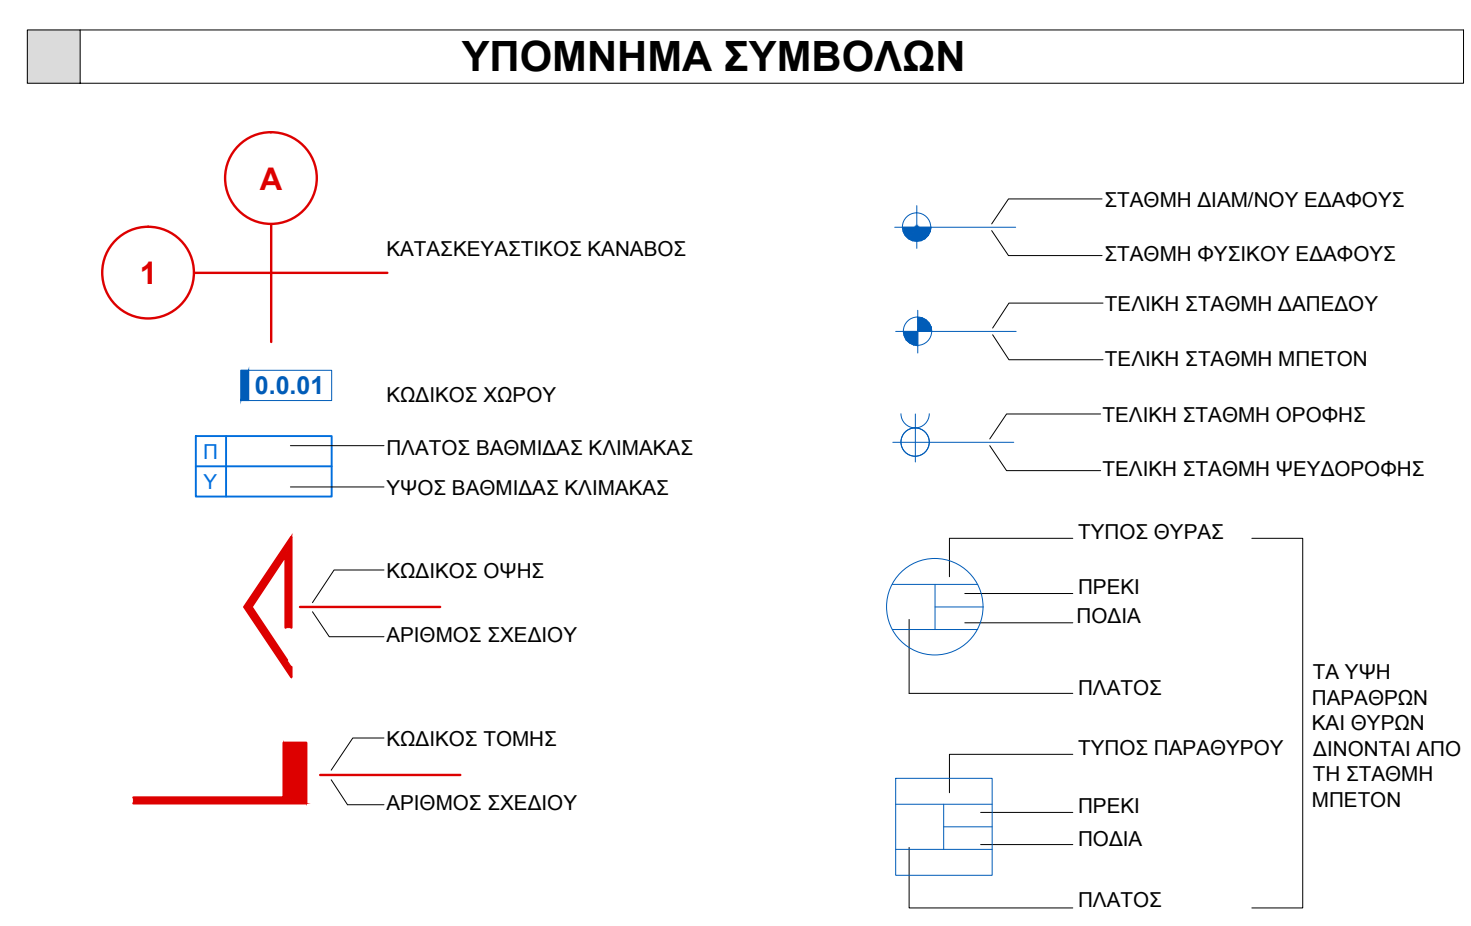 ΥΠΟΜΝΗΜΑ ΣΥΜΒΟΛΩΝ
Α
1
ΚΑΤΑΣΚΕΥΑΣΤΙΚΟΣ ΚΑΝΑΒΟΣ
0.0.01
ΚΩΔΙΚΟΣ ΧΩΡΟΥ
Π
ΠΛΑΤΟΣ ΒΑΘΜΙΔΑΣ ΚΛΙΜΑΚΑΣ
Υ
ΥΨΟΣ ΒΑΘΜΙΔΑΣ ΚΛΙΜΑΚΑΣ
ΚΩΔΙΚΟΣ ΟΨΗΣ
ΑΡΙΘΜΟΣ ΣΧΕΔΙΟΥ
ΚΩΔΙΚΟΣ ΤΟΜΗΣ
ΑΡΙΘΜΟΣ ΣΧΕΔΙΟΥ
ΣΤΑΘΜΗ ΔΙΑΜ/ΝΟΥ ΕΔΑΦΟΥΣ
ΣΤΑΘΜΗ ΦΥΣΙΚΟΥ ΕΔΑΦΟΥΣ
ΤΕΛΙΚΗ ΣΤΑΘΜΗ ΔΑΠΕΔΟΥ
ΤΕΛΙΚΗ ΣΤΑΘΜΗ ΜΠΕΤΟΝ
ΤΕΛΙΚΗ ΣΤΑΘΜΗ ΟΡΟΦΗΣ
ΤΕΛΙΚΗ ΣΤΑΘΜΗ ΨΕΥΔΟΡΟΦΗΣ
ΤΥΠΟΣ ΘΥΡΑΣ
ΠΡΕΚΙ
ΠΟΔΙΑ
ΠΛΑΤΟΣ
ΤΥΠΟΣ ΠΑΡΑΘΥΡΟΥ
ΠΡΕΚΙ
ΠΟΔΙΑ
ΠΛΑΤΟΣ
ΤΑ ΥΨΗ
ΠΑΡΑΘΡΩΝ
ΚΑΙ ΘΥΡΩΝ
ΔΙΝΟΝΤΑΙ ΑΠΟ
ΤΗ ΣΤΑΘΜΗ
ΜΠΕΤΟΝ